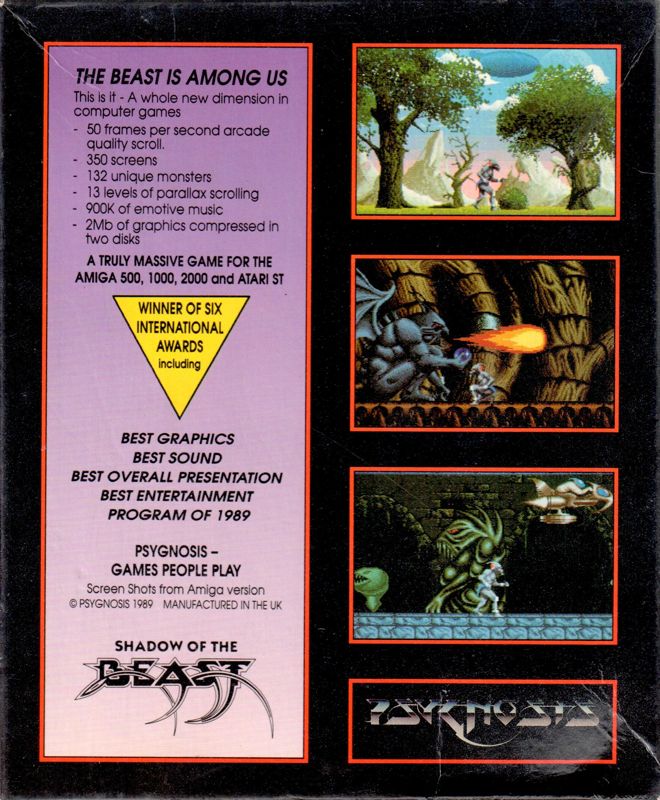 THE BEAST IS AMONG US
This is it - A whole new dimension in
computer games
- 50 frames per second arcade
quality scroll.
- 350 screens
- 132 unique monsters
- 13 levels of parallax scrolling
- 900K of emotive music
- 2Mb of graphics compressed in
two disks
A TRULY MASSIVE GAME FOR THE
AMIGA 500, 1000, 2000 and ATARI ST
WINNER OF SIX
INTERNATIONAL
AWARDS
including
BEST GRAPHICS
BEST SOUND
BEST OVERALL PRESENTATION
BEST ENTERTAINMENT
PROGRAM OF 1989
PSYGNOSIS –
GAMES PEOPLE PLAY
Screen Shots from Amiga version
© PSYGNOSIS 1989 MANUFACTURED IN THE UK
SHADOW OF THE
BEAST
PSYGNOSIS